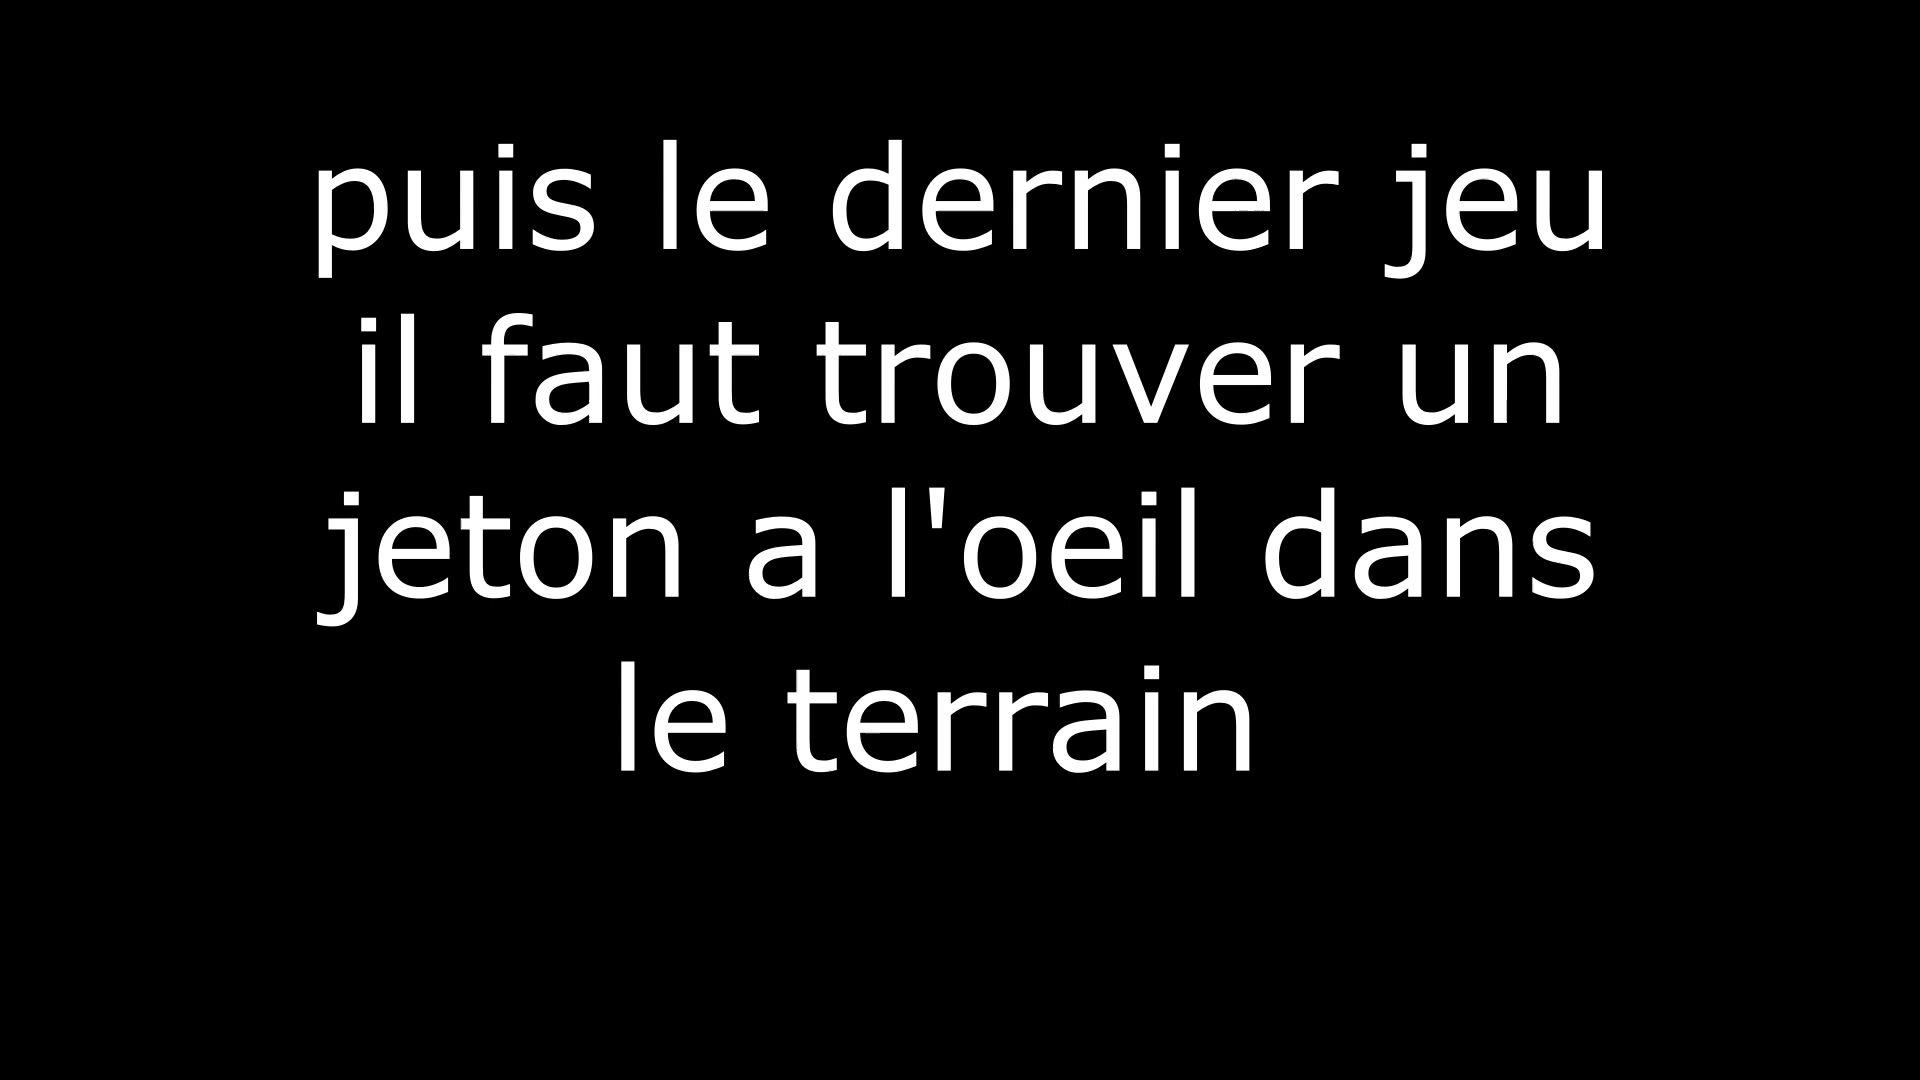 puis le dernier jeu
il faut trouver un
jeton a l'oeil dans
le terrain